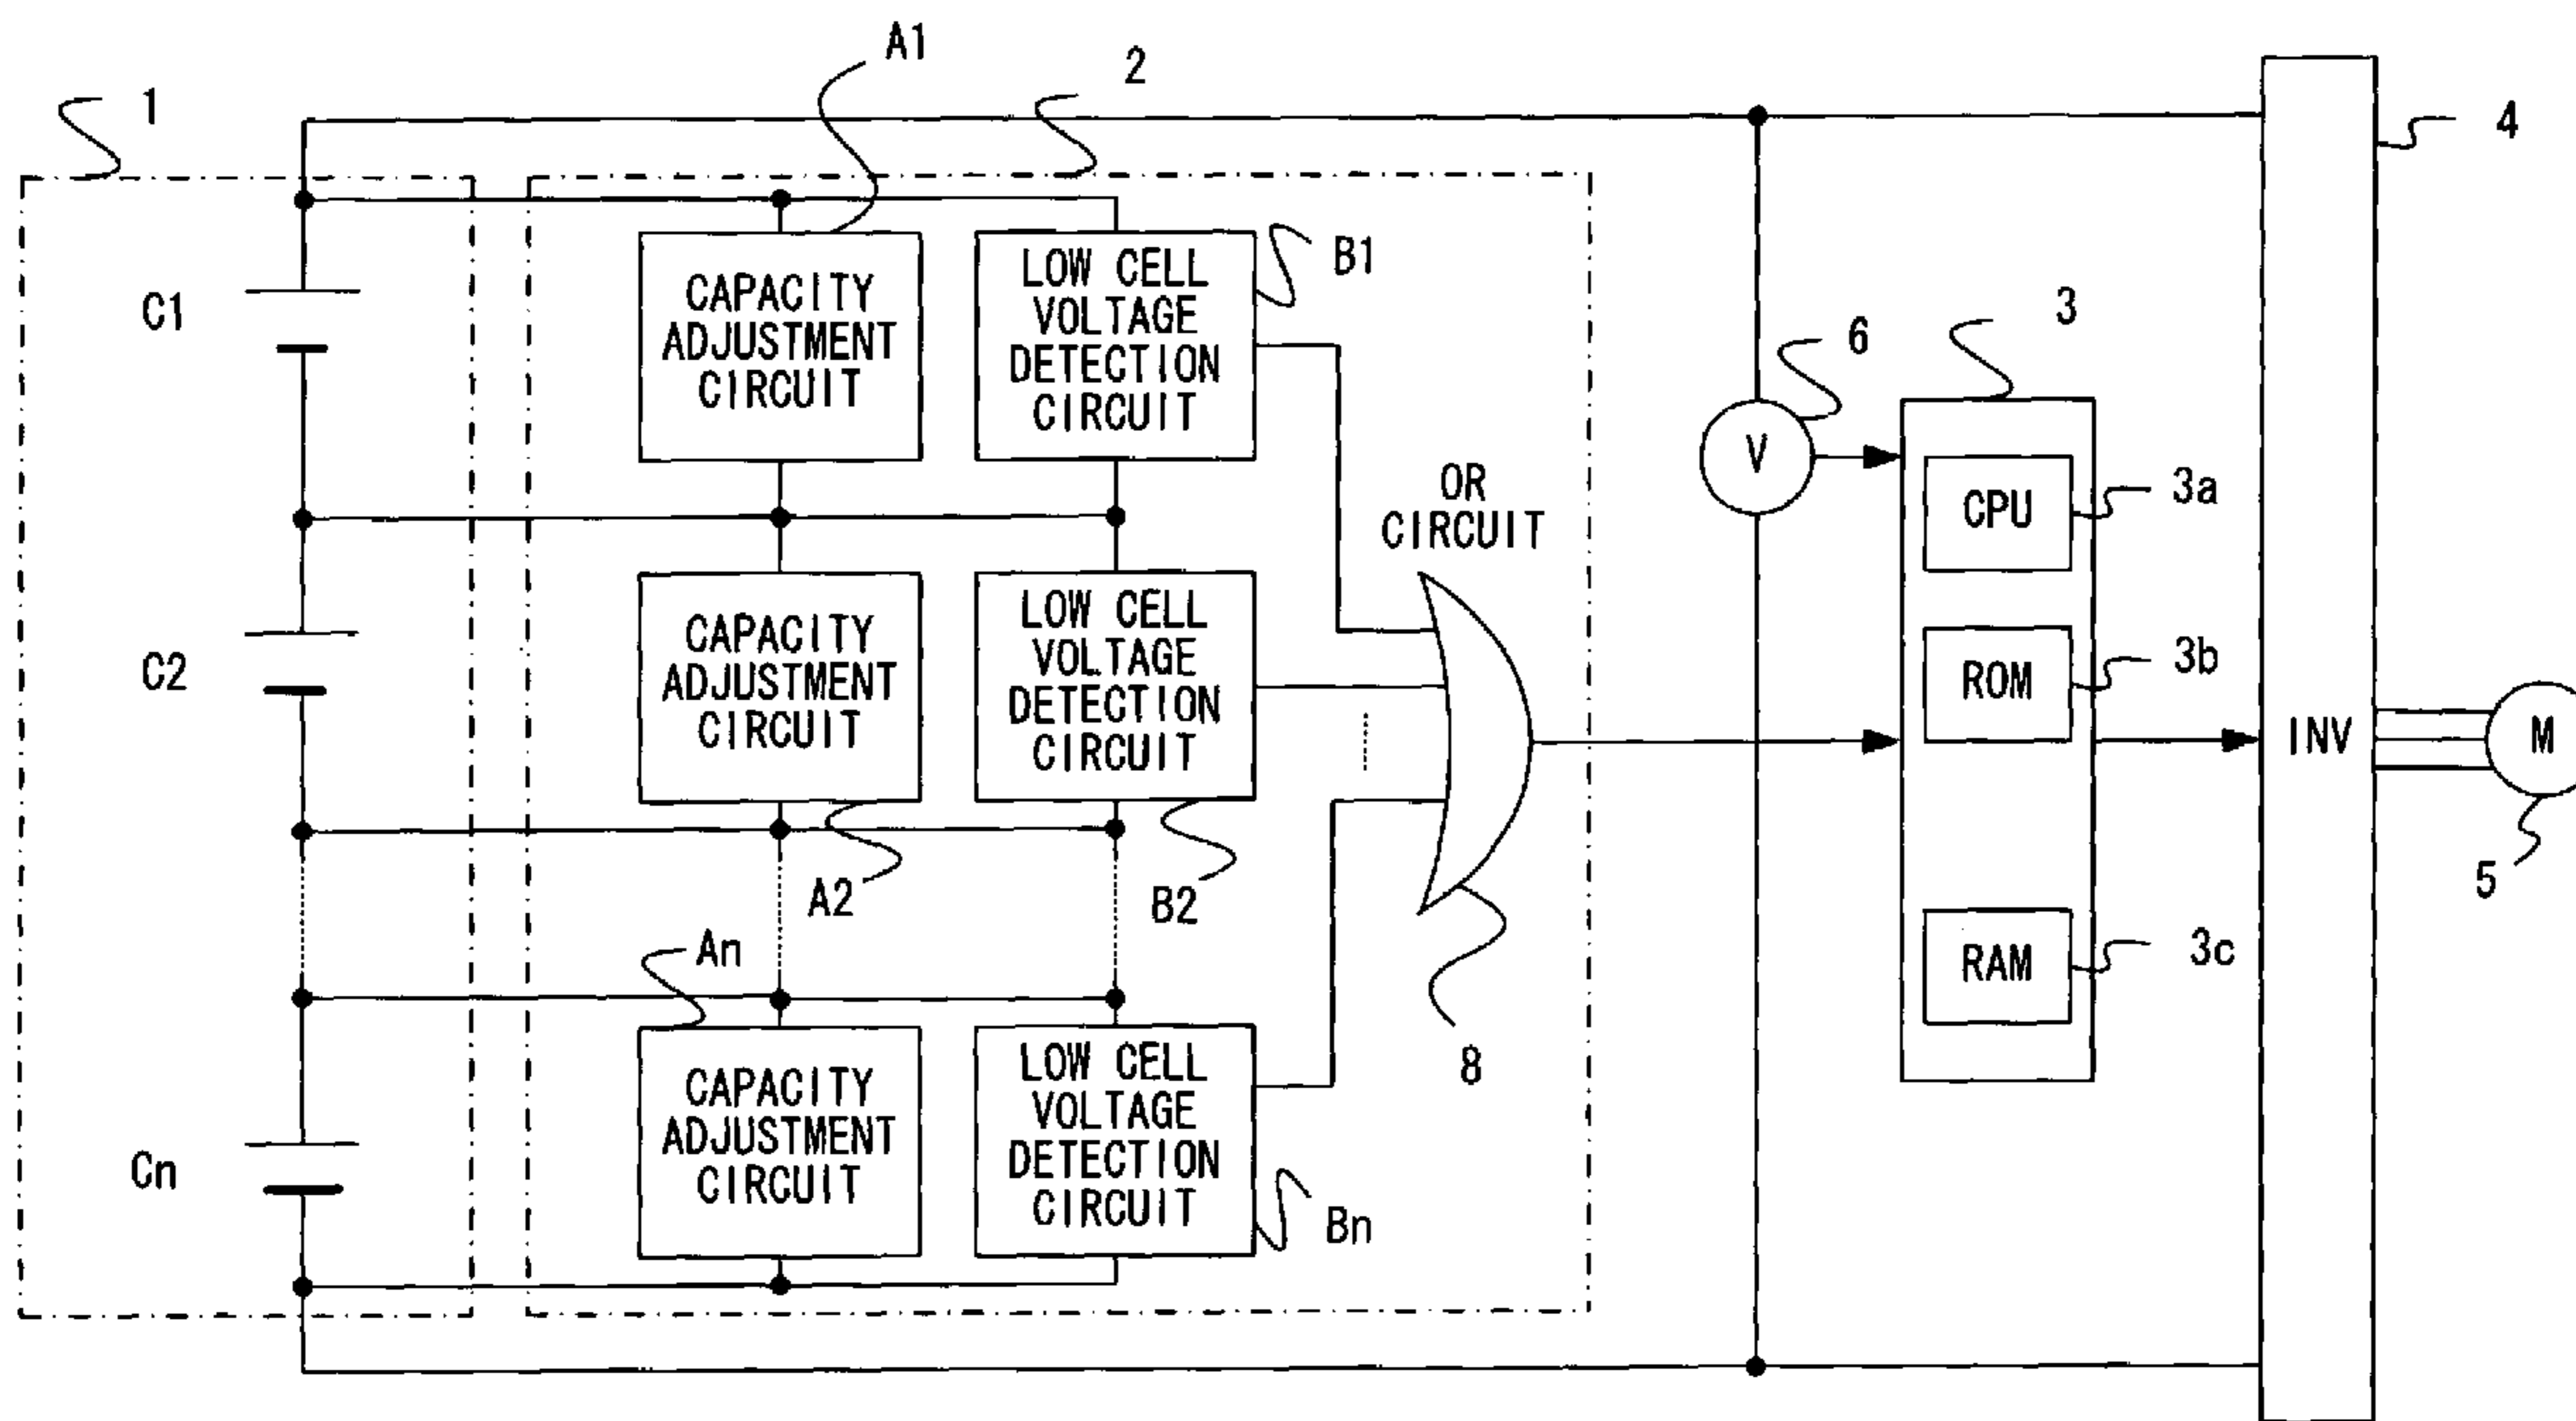 A1
2
1
4
C1
CAPACITY
ADJUSTMENT
CIRCUIT
LOW CELL
VOLTAGE
DETECTION
CIRCUIT
B1
6
3
V
OR
CIRCUIT
CPU
3a
C2
CAPACITY
ADJUSTMENT
CIRCUIT
LOW CELL
VOLTAGE
DETECTION
CIRCUIT
ROM
3b
INV
M
5
A2
B2
An
RAM
3c
8
Cn
CAPACITY
ADJUSTMENT
CIRCUIT
LOW CELL
VOLTAGE
DETECTION
CIRCUIT
Bn